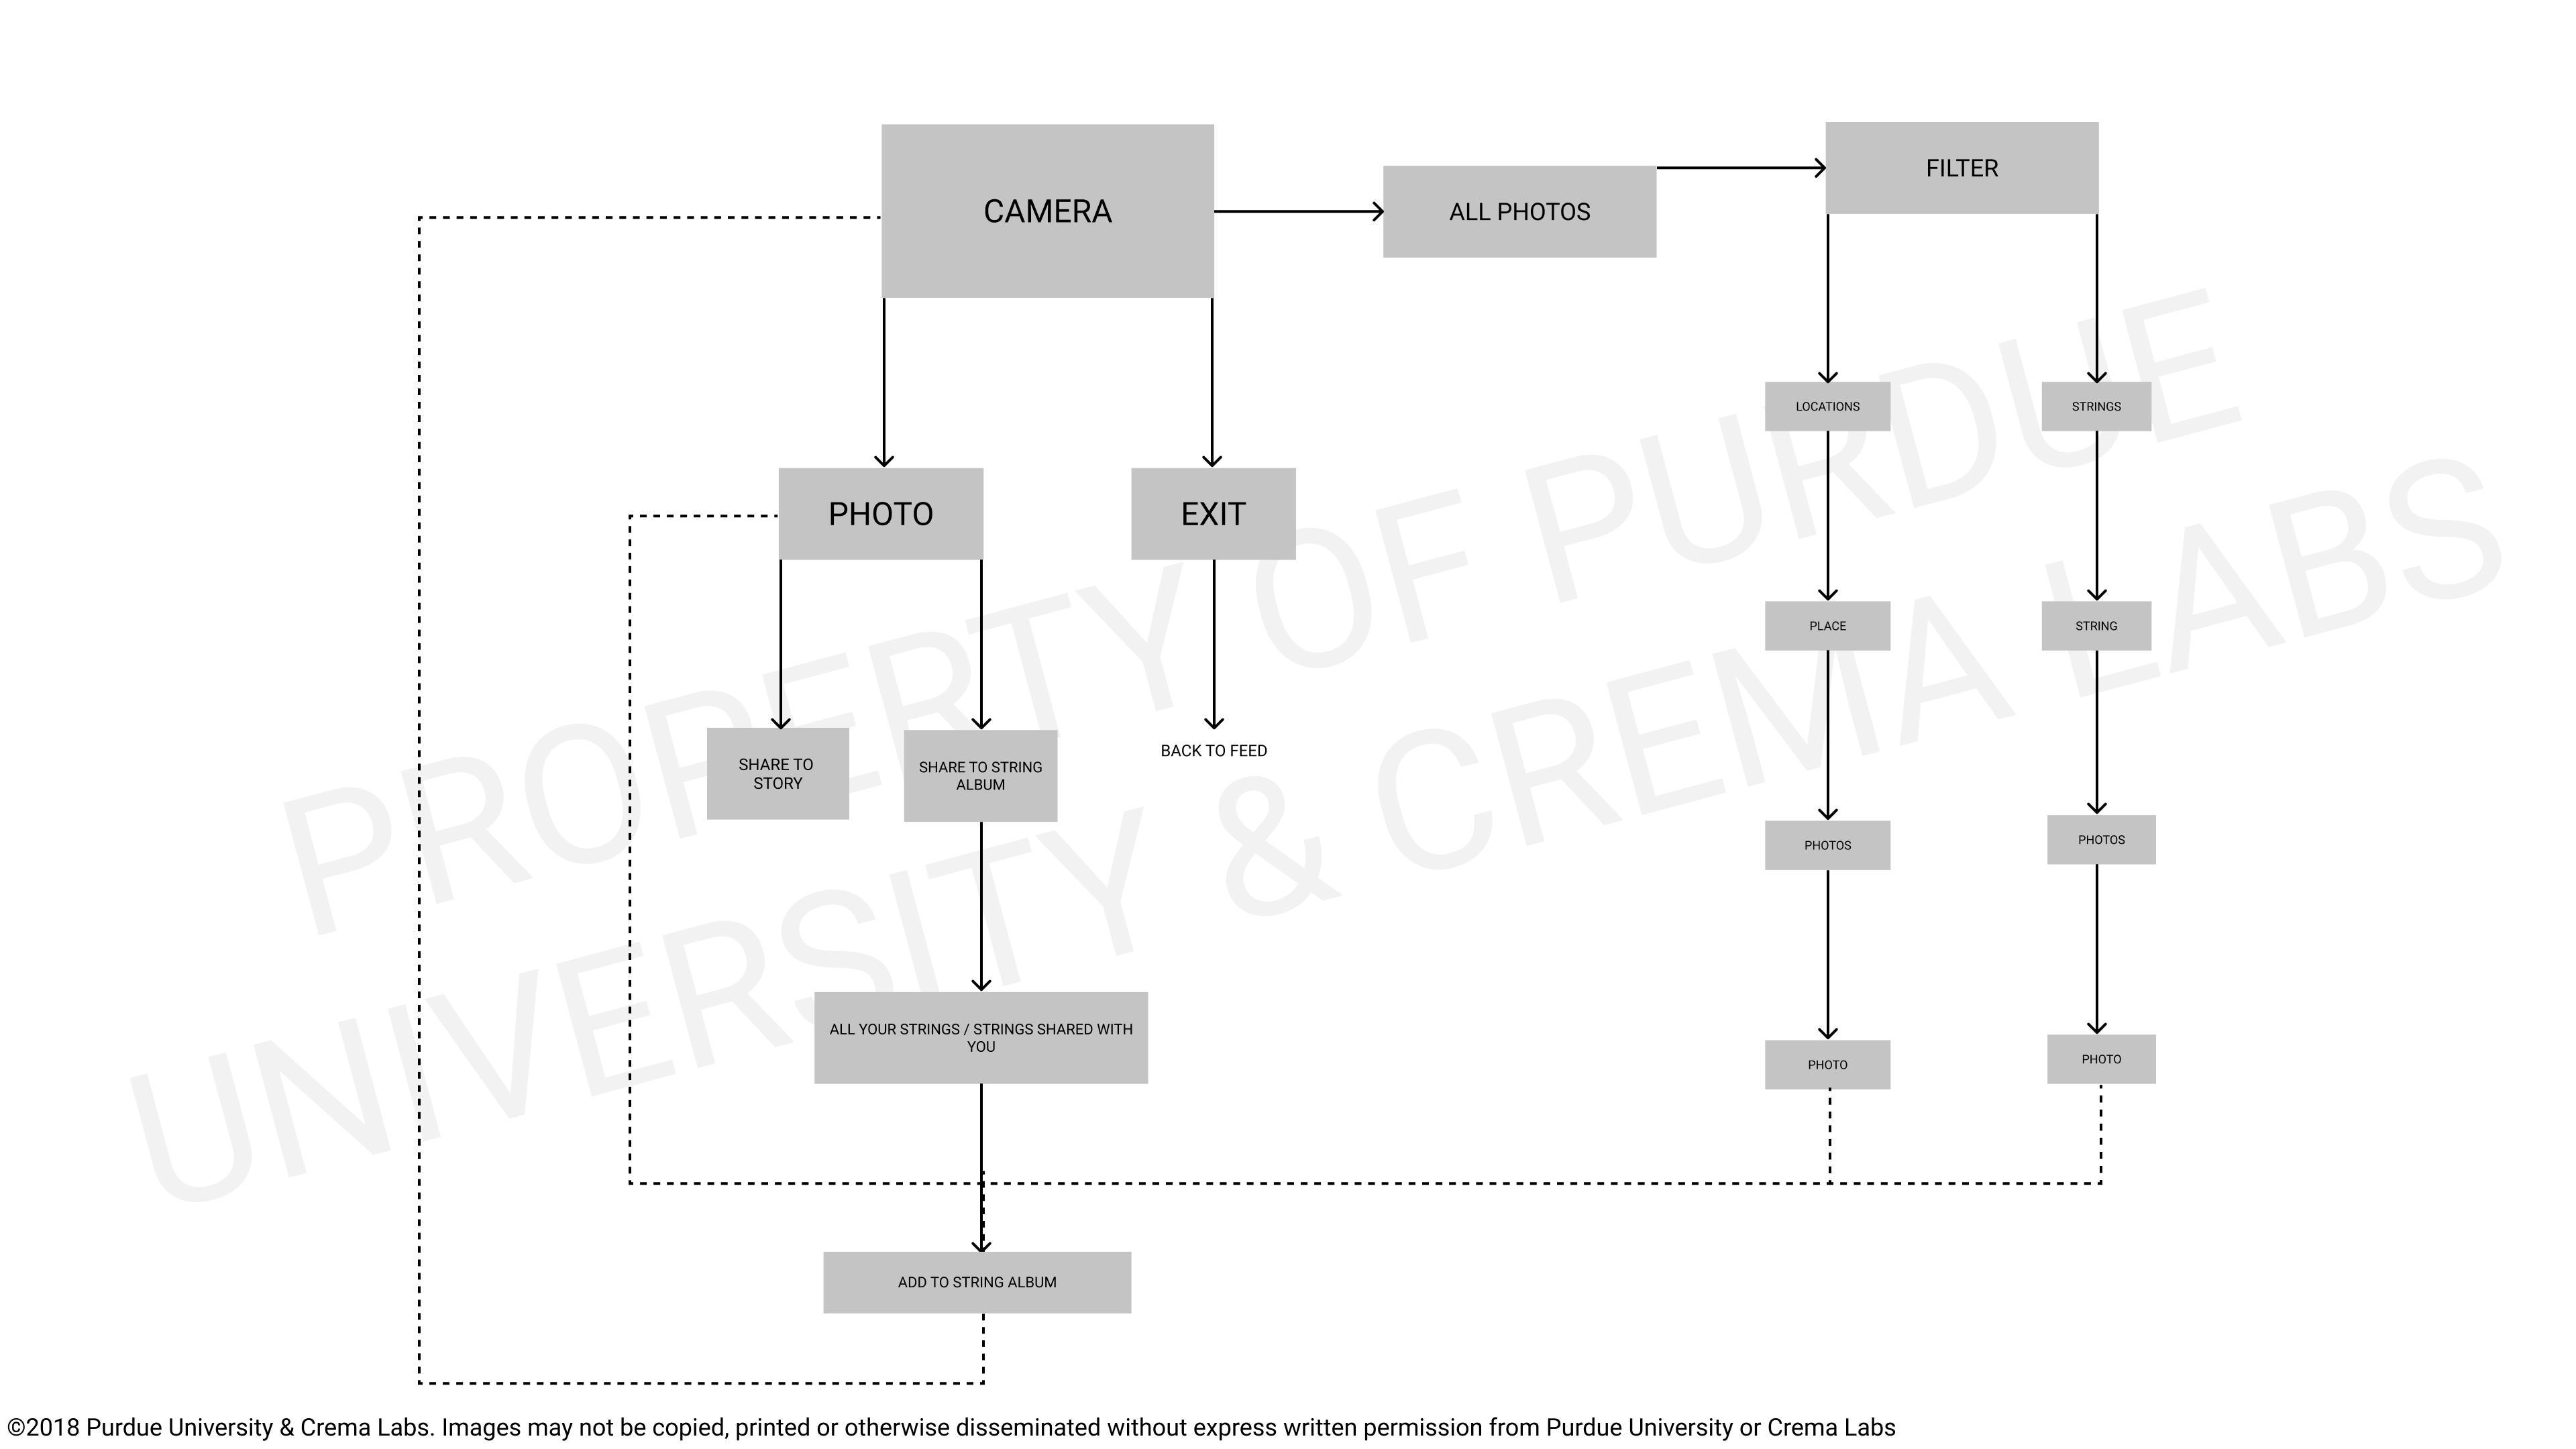 CAMERA
ALL PHOTOS
FILTER
LOCATIONS
STRINGS
PHOTO
EXIT
PLACE
STRING
SHARE TO
STORY
SHARE TO STRING
ALBUM
BACK TO FEED
PHOTOS
PHOTOS
ALL YOUR STRINGS / STRINGS SHARED WITH
YOU
PHOTO
PHOTO
ADD TO STRING ALBUM
PROPERTY OF PURDUE
UNIVERSITY & CREMA LABS
©2018 Purdue University & Crema Labs. Images may not be copied, printed or otherwise disseminated without express written permission from Purdue University or Crema Labs